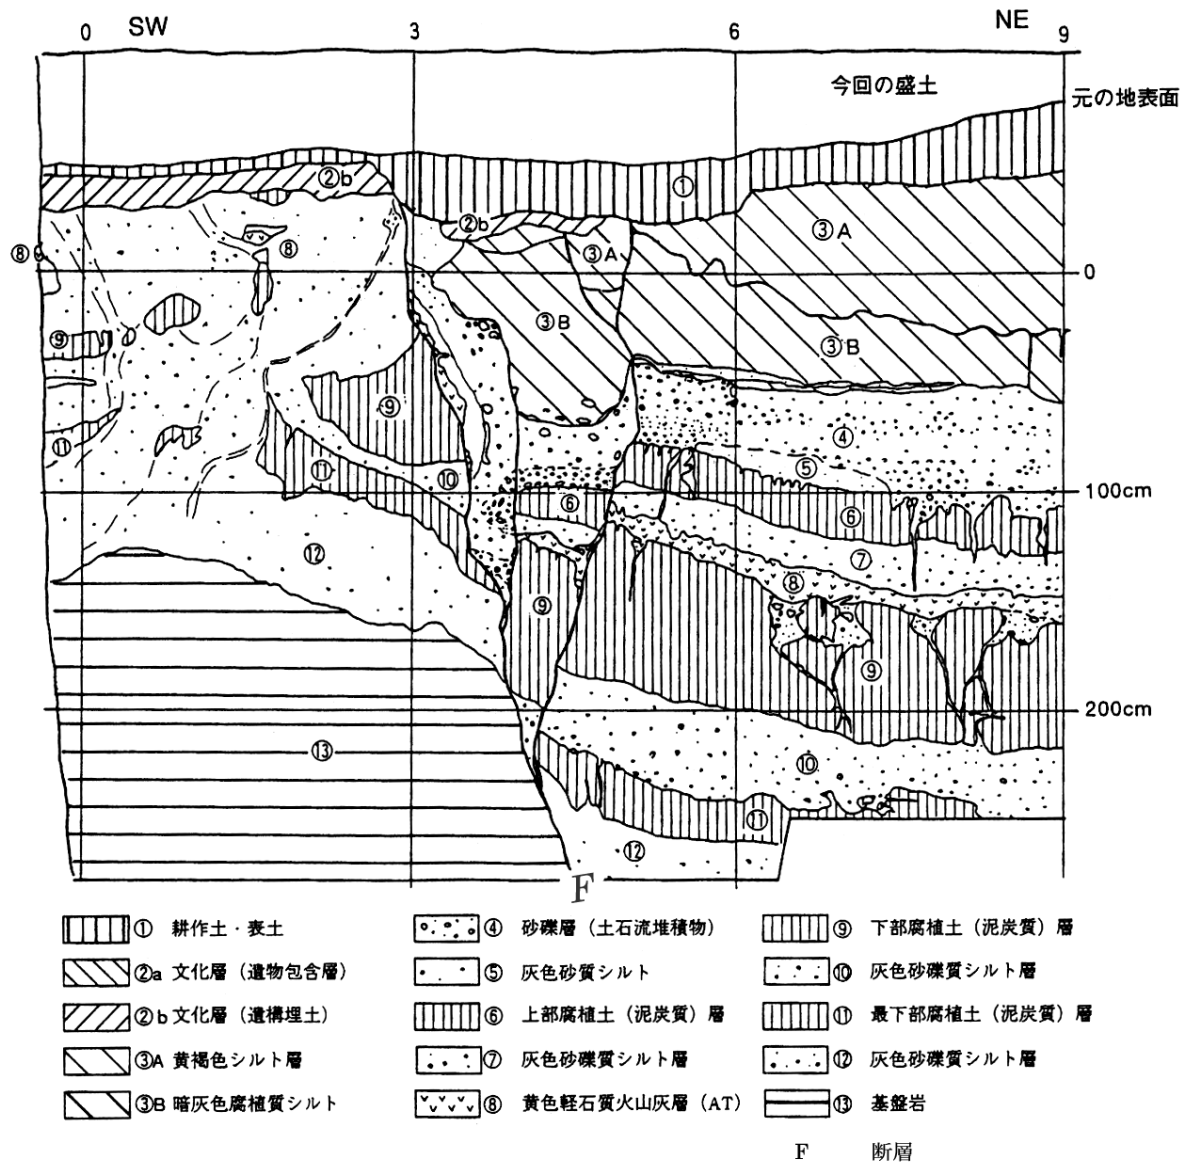 0 SW 3 6 NE 9
今回の盛土
元の地表面
②b
①
②b
③A
⑧
⑧
③A
0
③B
⑨
③B
⑨
④
⑪
⑪
⑩
⑤
100cm
⑥
⑥
⑫
⑦
⑧
⑨
⑨
200cm
⑬
⑩
⑪
⑫
F
① 耕作土・表土
②a 文化層（遺物包含層）
②b 文化層（遺構埋土）
③A 黄褐色シルト層
③B 暗灰色腐植質シルト
④ 砂礫層（土石流堆積物）
⑤ 灰色砂質シルト
⑥ 上部腐植土（泥炭質）層
⑦ 灰色砂礫質シルト層
⑧ 黄色軽石質火山灰層（AT）
⑨ 下部腐植土（泥炭質）層
⑩ 灰色砂礫質シルト層
⑪ 最下部腐植土（泥炭質）層
⑫ 灰色砂礫質シルト層
⑬ 基盤岩
F 断層